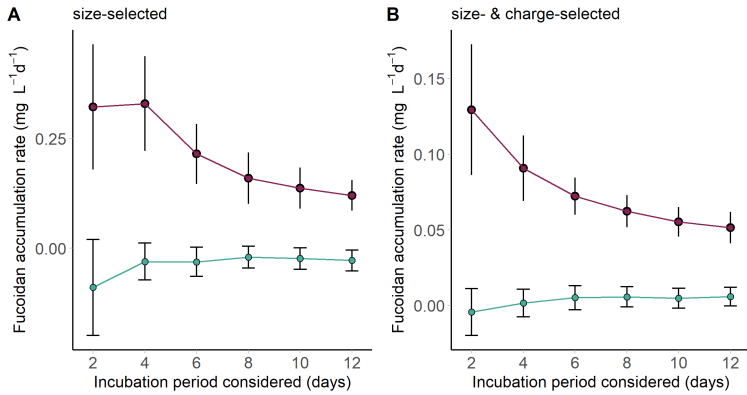 A
size-selected
Fucoidan accumulation rate (mg L⁻¹d⁻¹)
0.25
0.00
2 4 6 8 10 12
Incubation period considered (days)
B
size- & charge-selected
Fucoidan accumulation rate (mg L⁻¹d⁻¹)
0.15
0.10
0.05
0.00
2 4 6 8 10 12
Incubation period considered (days)